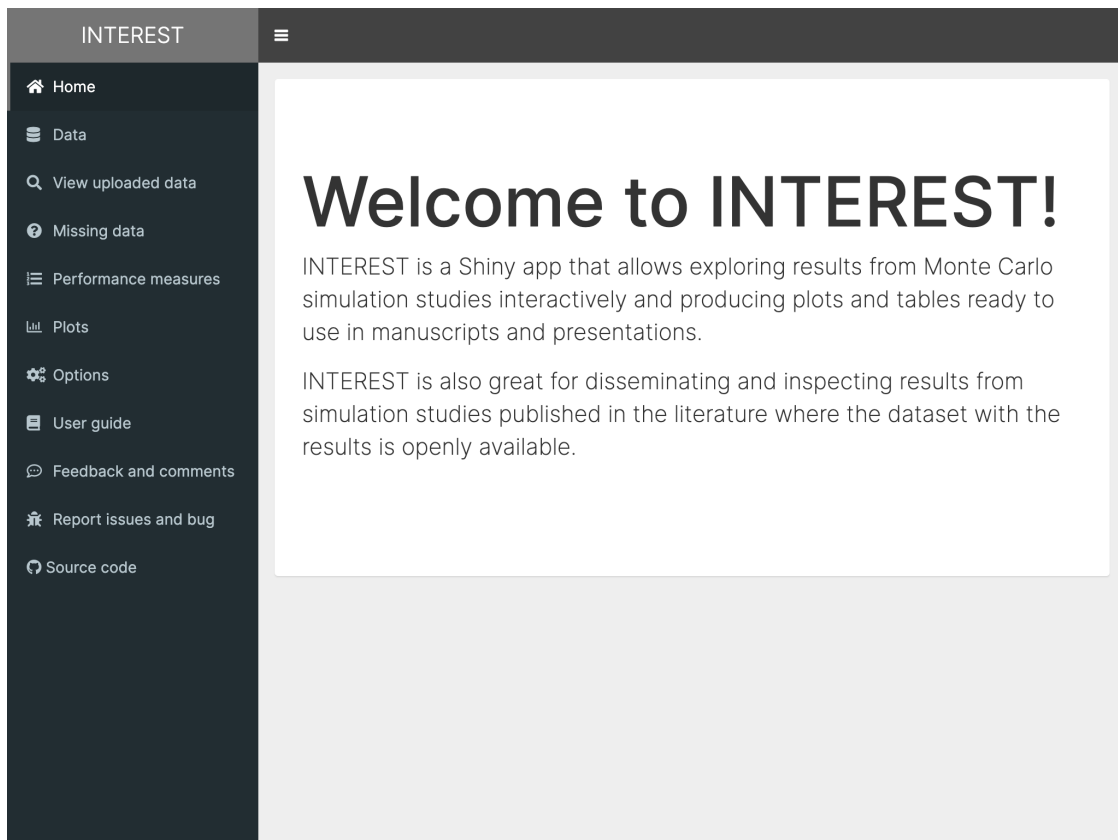 INTEREST
Home
Data
View uploaded data
Missing data
Performance measures
Plots
Options
User guide
Feedback and comments
Report issues and bug
Source code
Welcome to INTEREST!
INTEREST is a Shiny app that allows exploring results from Monte Carlo
simulation studies interactively and producing plots and tables ready to
use in manuscripts and presentations.
INTEREST is also great for disseminating and inspecting results from
simulation studies published in the literature where the dataset with the
results is openly available.